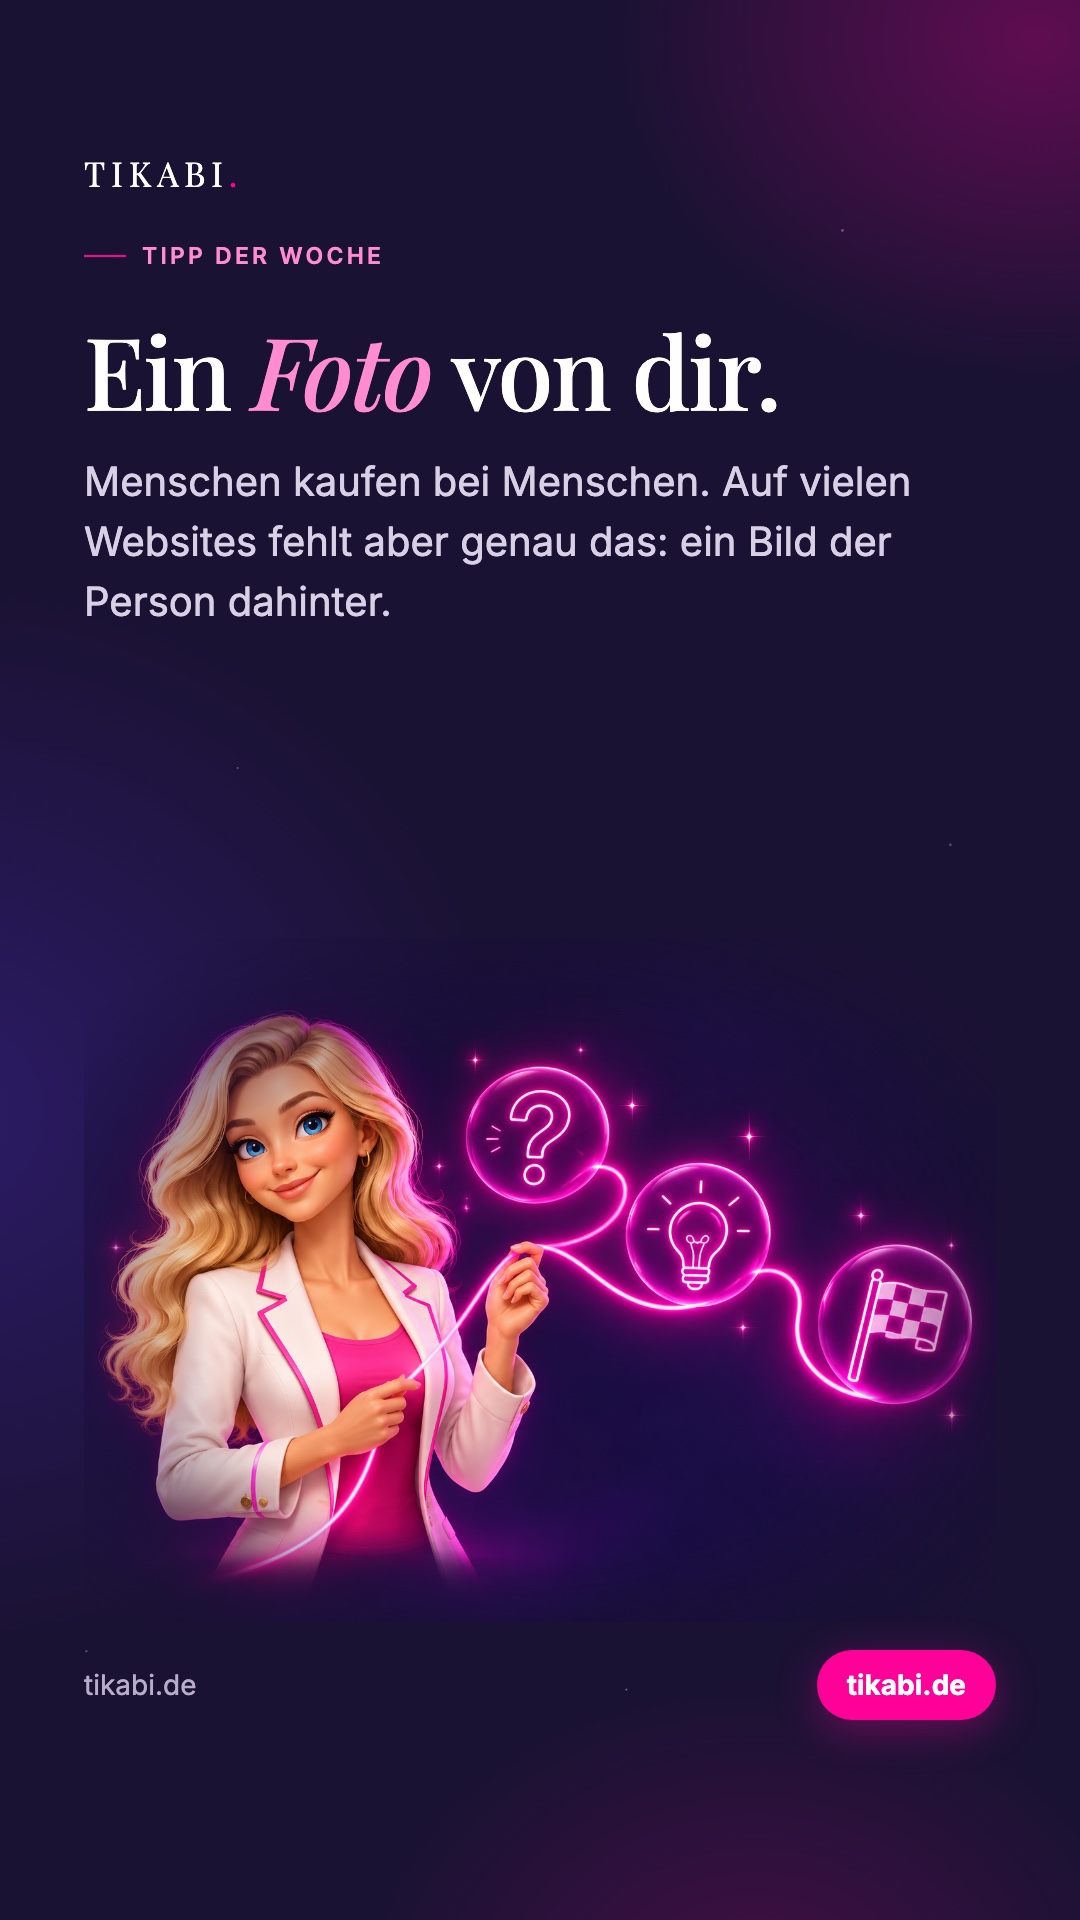 TIKABI.
TIPP DER WOCHE
Ein Foto von dir.
Menschen kaufen bei Menschen. Auf vielen
Websites fehlt aber genau das: ein Bild der
Person dahinter.
?
tikabi.de
tikabi.de